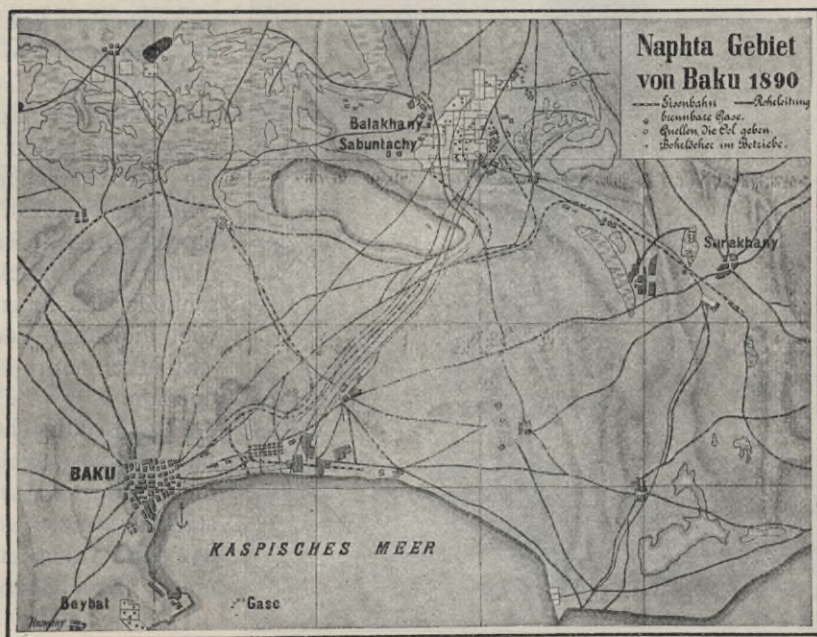 Naphta Gebiet
von Baku 1890
Eisenbahn Rohrleitung
brennbare Gase.
Quellen, die Oel geben
Bohrlöcher im Betriebe.
Balakhany
Sabuntachy
Surakhany
BAKU
KASPISCHES MEER
Beybat
Gase